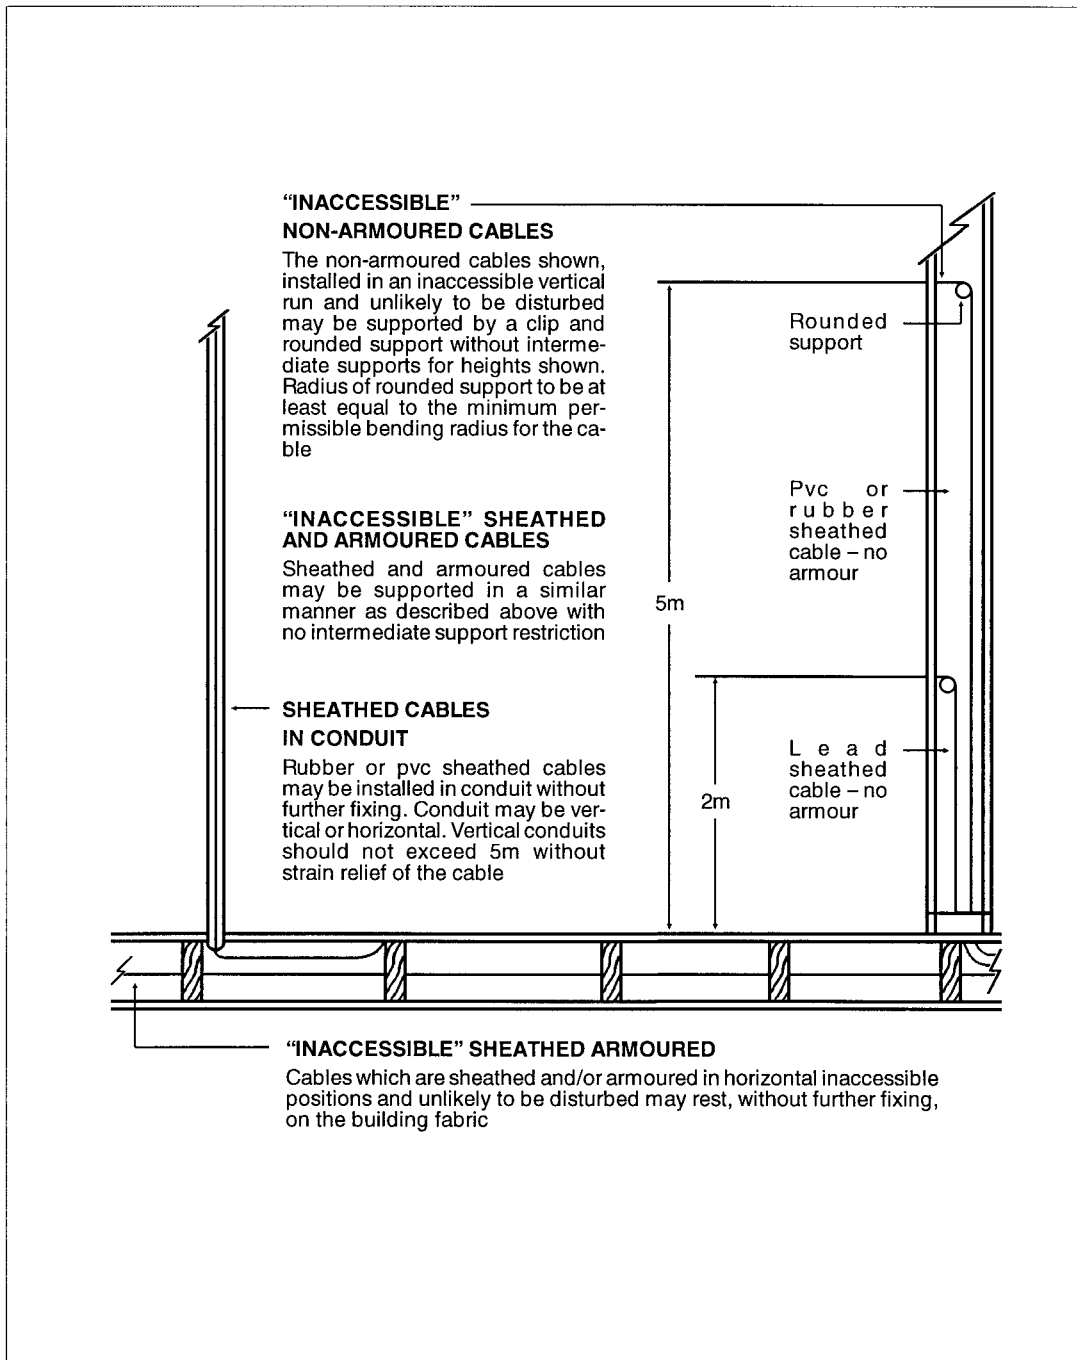 “INACCESSIBLE”
NON-ARMOURED CABLES
The non-armoured cables shown,
installed in an inaccessible vertical
run and unlikely to be disturbed
may be supported by a clip and
rounded support without interme-
diate supports for heights shown.
Radius of rounded support to be at
least equal to the minimum per-
missible bending radius for the ca-
ble
“INACCESSIBLE” SHEATHED
AND ARMOURED CABLES
Sheathed and armoured cables
may be supported in a similar
manner as described above with
no intermediate support restriction
SHEATHED CABLES
IN CONDUIT
Rubber or pvc sheathed cables
may be installed in conduit without
further fixing. Conduit may be ver-
tical or horizontal. Vertical conduits
should not exceed 5m without
strain relief of the cable
5m
2m
Rounded
support
Pvc or
rubber
sheathed
cable – no
armour
Lead
sheathed
cable – no
armour
“INACCESSIBLE” SHEATHED ARMOURED
Cables which are sheathed and/or armoured in horizontal inaccessible
positions and unlikely to be disturbed may rest, without further fixing,
on the building fabric